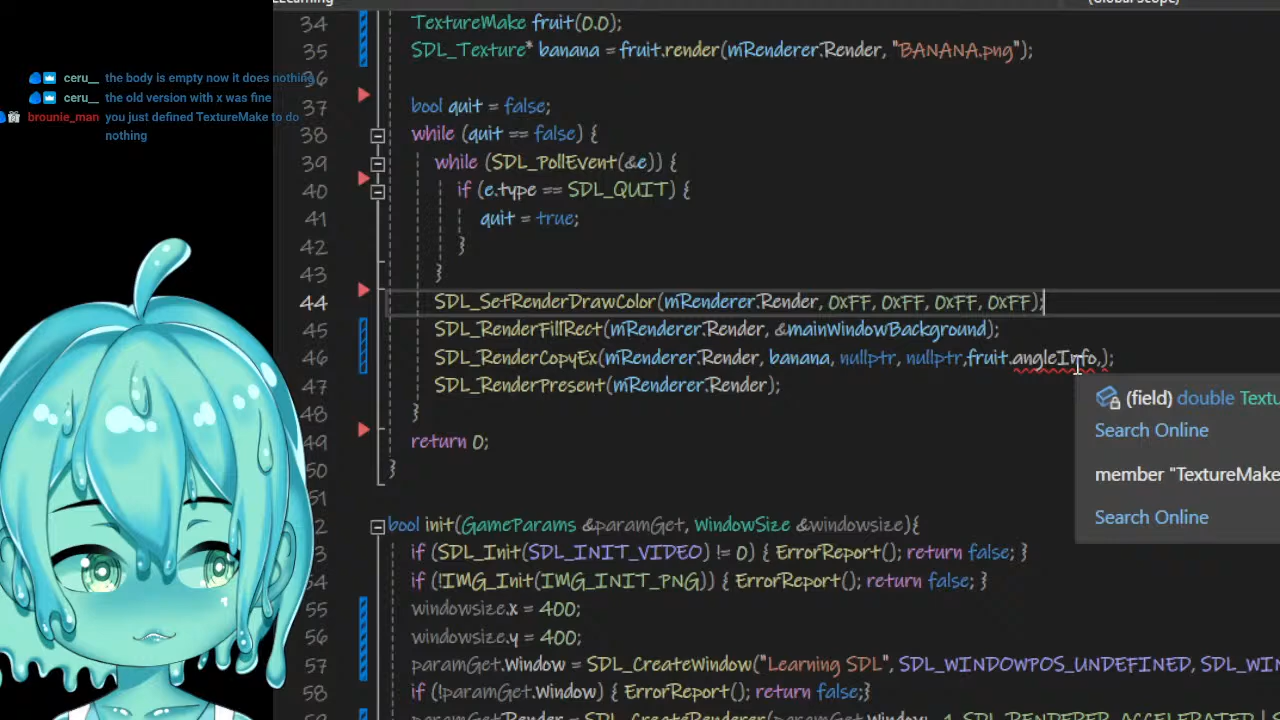 34 TextureMake fruit(0.0);
35 SDL_Texture* banana = fruit.render(mRenderer.Render, "BANANA.png");
36
37 bool quit = false;
38 while (quit == false) {
39 while (SDL_PollEvent(&e)) {
40 if (e.type == SDL_QUIT) {
41 quit = true;
42 }
43 }
44 SDL_SetRenderDrawColor(mRenderer.Render, 0xFF, 0xFF, 0xFF, 0xFF);
45 SDL_RenderFillRect(mRenderer.Render, &mainWindowBackground);
46 SDL_RenderCopyEx(mRenderer.Render, banana, nullptr, nullptr,fruit.angleInfo,);
47 SDL_RenderPresent(mRenderer.Render);
48 }
49 return 0;
50 }
51
2 bool init(GameParams &paramGet, WindowSize &windowsize){
3 if (SDL_Init(SDL_INIT_VIDEO) != 0) { ErrorReport(); return false; }
54 if (!IMG_Init(IMG_INIT_PNG)) { ErrorReport(); return false; }
55 windowsize.x = 400;
56 windowsize.y = 400;
57 paramGet.Window = SDL_CreateWindow("Learning SDL", SDL_WINDOWPOS_UNDEFINED, SDL_WIN
58 if (!paramGet.Window) { ErrorReport(); return false;}
ceru__ the body is empty now it does nothing
ceru__ the old version with x was fine
brounie_man you just defined TextureMake to do
nothing
(field) double Textu
Search Online
member "TextureMake
Search Online